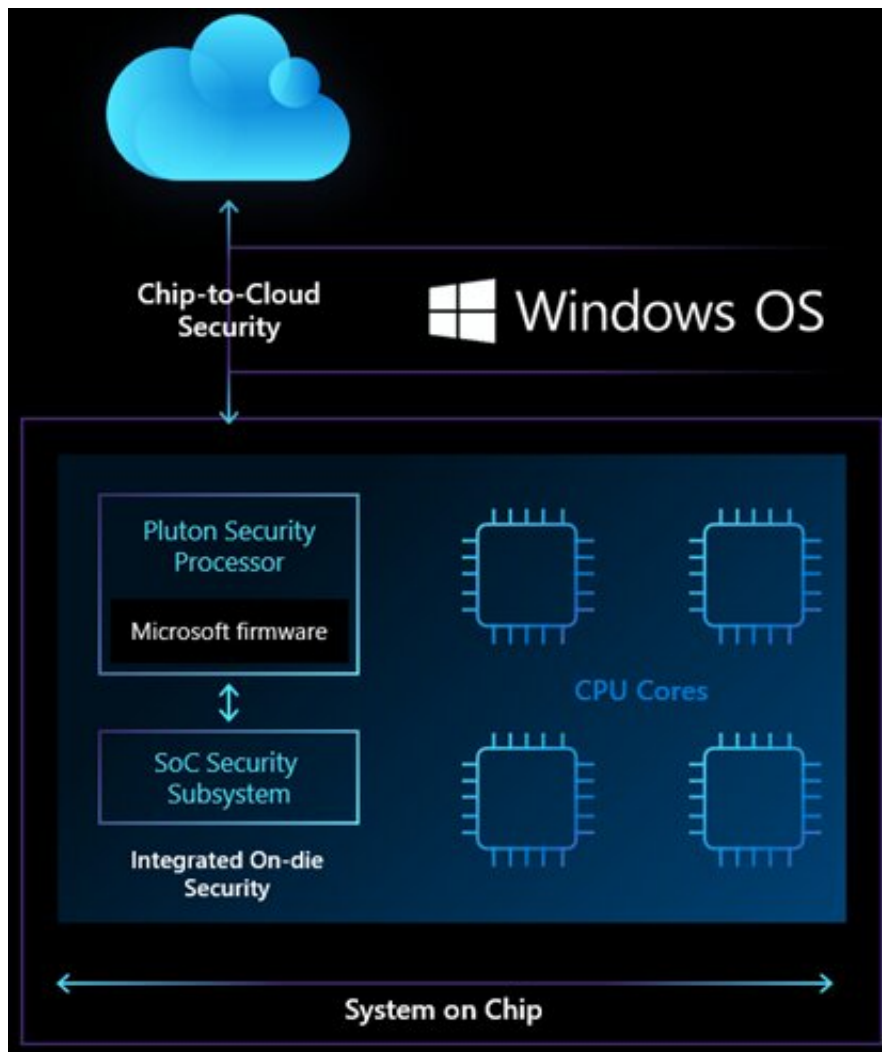 Chip-to-Cloud
Security
Windows OS
Pluton Security
Processor
Microsoft firmware
CPU Cores
SoC Security
Subsystem
Integrated On-die
Security
System on Chip